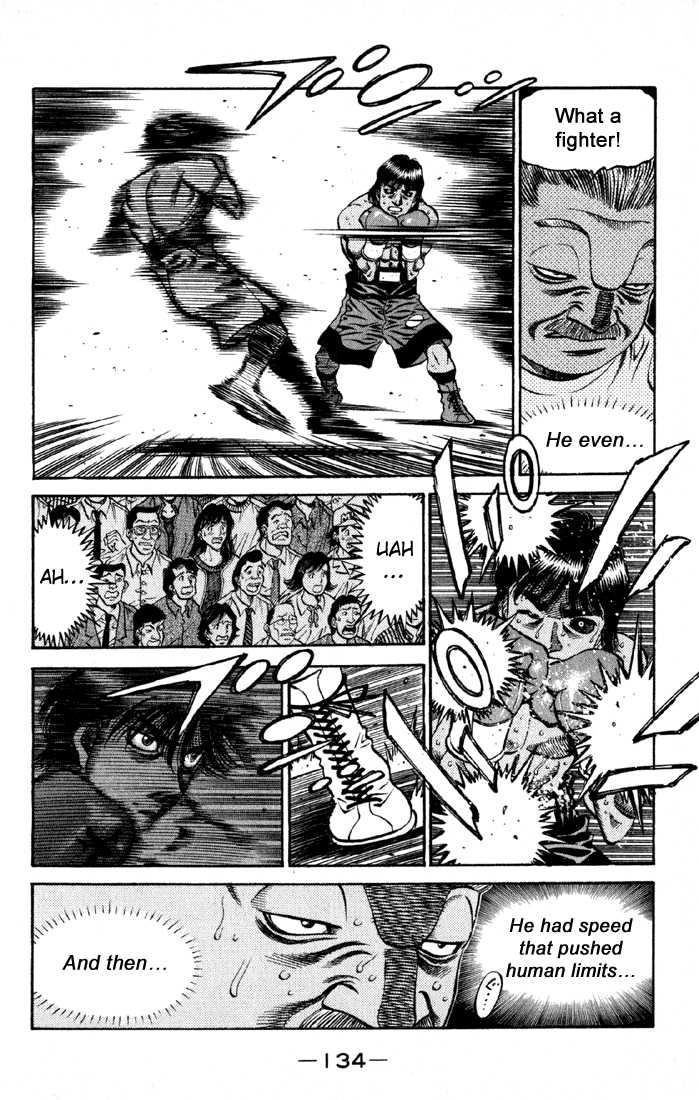 What a
fighter!
He even...
UAH
...
AH...
He had speed
that pushed
human limits...
And then...
—134—